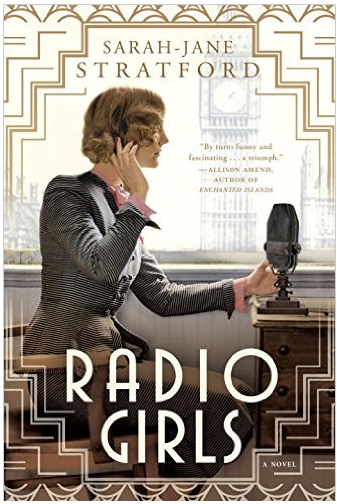 SARAH-JANE
STRATFORD
"By turns funny and
fascinating . . . a triumph."
—ALLISON AMEND,
AUTHOR OF
ENCHANTED ISLANDS
RADIO
GIRLS
A NOVEL